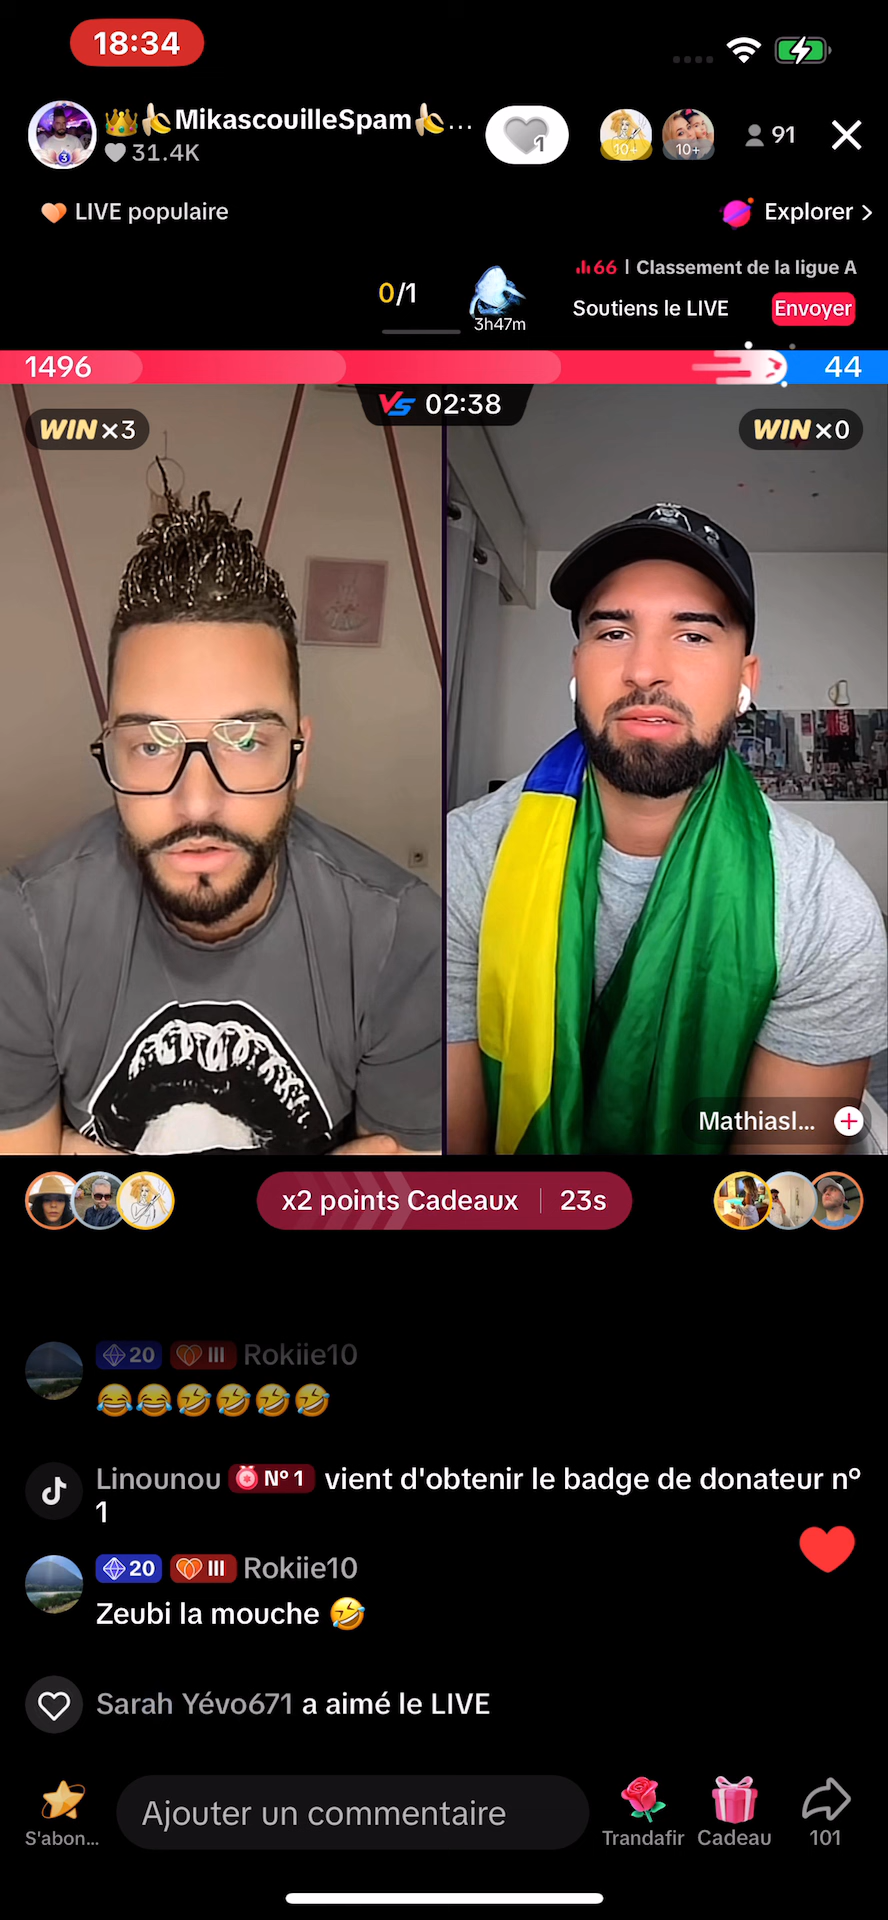 18:34
👑🍌MikascouilleSpam🍌...
31.4K
1
10+
10+
91
LIVE populaire
Explorer >
66 | Classement de la ligue A
0/1
3h47m
Soutiens le LIVE
Envoyer
1496
44
VS 02:38
WIN x3
WIN x0
Mathiasl...
x2 points Cadeaux | 23s
20 III Rokiie10
😂😂🤣🤣🤣🤣
Linounou Nº 1 vient d'obtenir le badge de donateur nº
1
20 III Rokiie10
Zeubi la mouche 🤣
Sarah Yévo671 a aimé le LIVE
S'abon...
Ajouter un commentaire
Trandafir
Cadeau
101